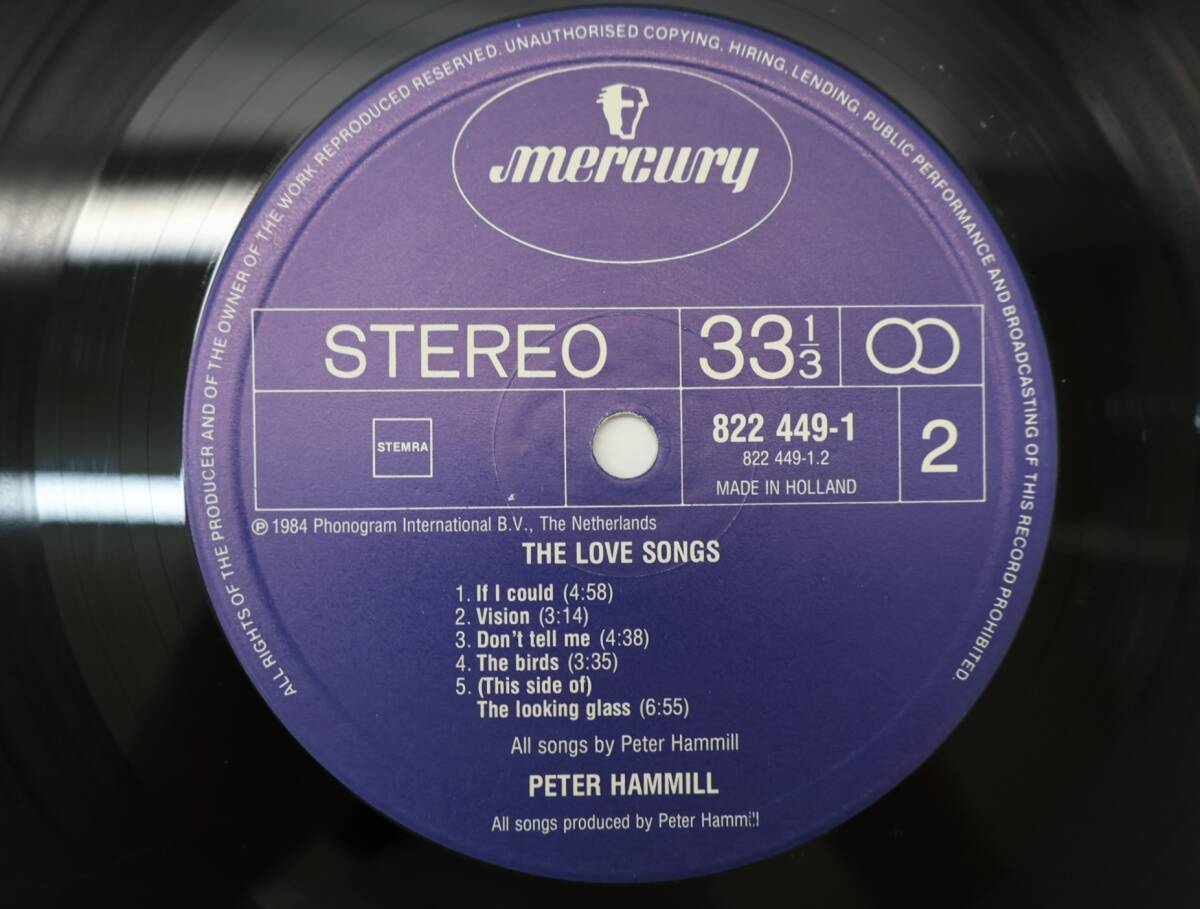 ALL RIGHTS OF THE PRODUCER AND OF THE OWNER OF THE WORK REPRODUCED RESERVED. UNAUTHORISED COPYING, HIRING, LENDING, PUBLIC PERFORMANCE AND BROADCASTING OF THIS RECORD PROHIBITED.
mercury
STEREO 33 1/3
STEMRA
822 449-1
822 449-1.2
MADE IN HOLLAND
2
℗ 1984 Phonogram International B.V., The Netherlands
THE LOVE SONGS
1. If I could (4:58)
2. Vision (3:14)
3. Don't tell me (4:38)
4. The birds (3:35)
5. (This side of)
The looking glass (6:55)
All songs by Peter Hammill
PETER HAMMILL
All songs produced by Peter Hammill